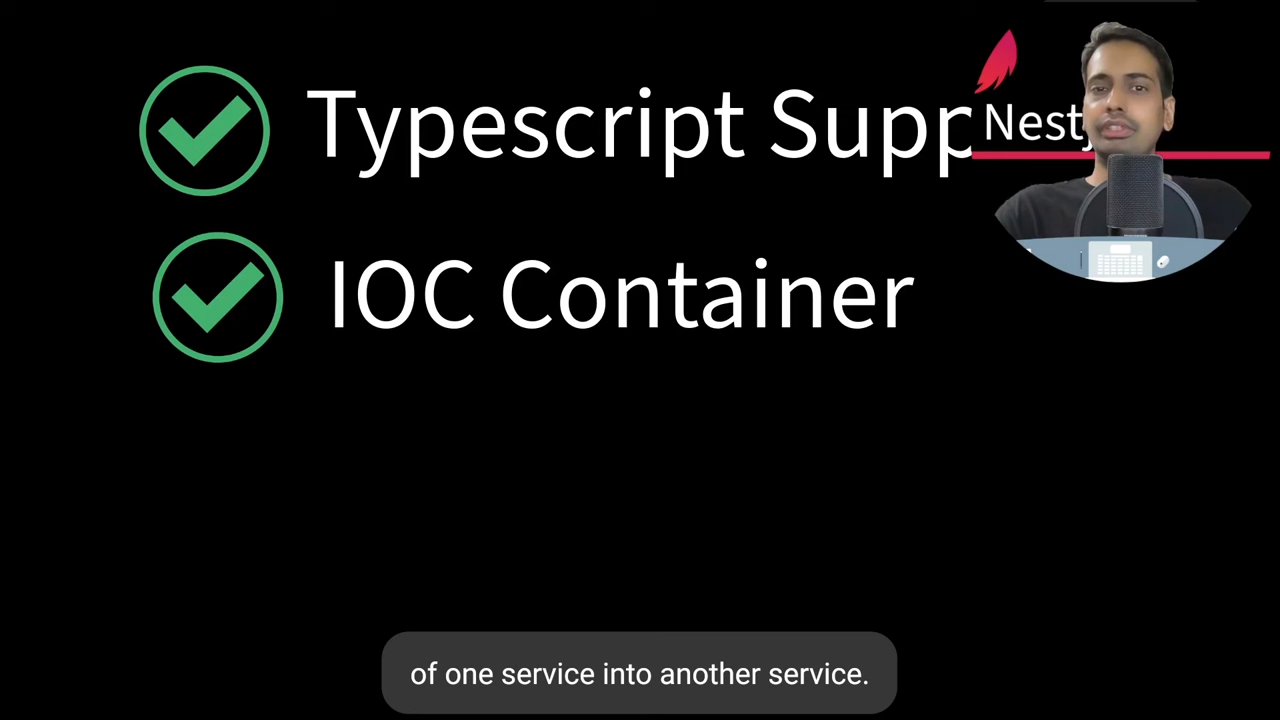 Typescript Supp
Nest
IOC Container
of one service into another service.